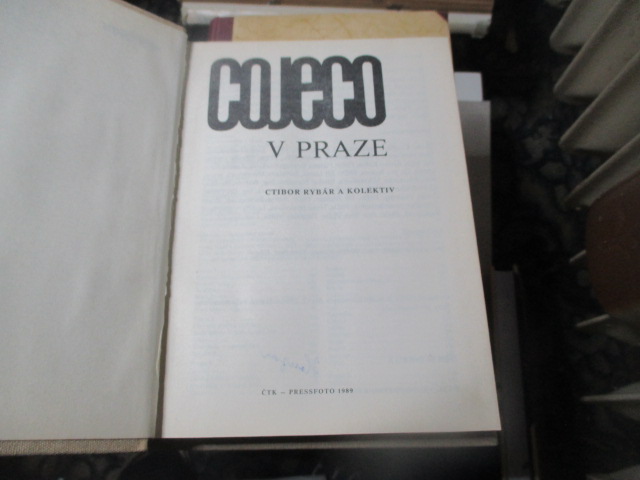 cojeco
V PRAZE
CTIBOR RYBÁR A KOLEKTIV
ČTK – PRESSFOTO 1989